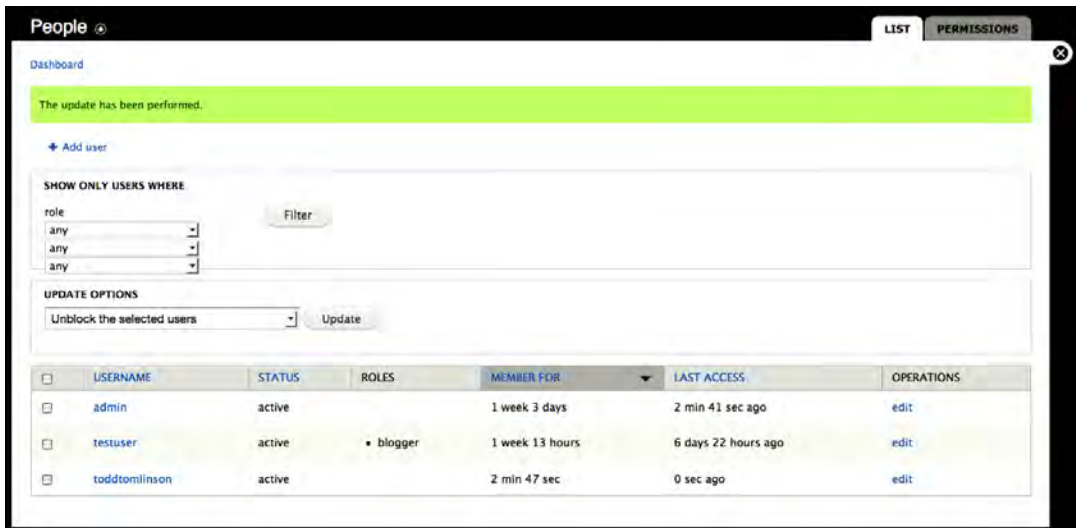 People
LIST PERMISSIONS
Dashboard
The update has been performed.
+ Add user
SHOW ONLY USERS WHERE
role
any
Filter
any
any
UPDATE OPTIONS
Unblock the selected users Update
USERNAME STATUS ROLES MEMBER FOR LAST ACCESS OPERATIONS
admin active 1 week 3 days 2 min 41 sec ago edit
testuser active • blogger 1 week 13 hours 6 days 22 hours ago edit
toddtomlinson active 2 min 47 sec 0 sec ago edit